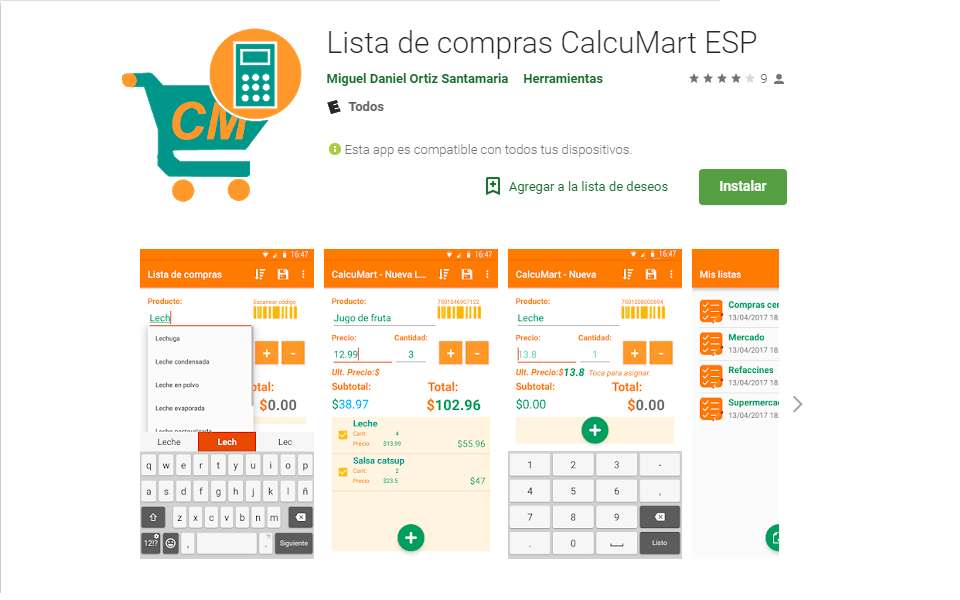 Lista de compras CalcuMart ESP
Miguel Daniel Ortiz Santamaria Herramientas
9
E Todos
CM
Esta app es compatible con todos tus dispositivos.
Agregar a la lista de deseos
Instalar
16:47
Lista de compras
Producto:
Escanear código
Lech
Lechuga
Leche condensada
Leche en polvo
Leche evaporada
Leche pasteurizada
+ -
otal:
$0.00
Leche Lech Lec
q w e r t y u i o p
a s d f g h j k l ñ
z x c v b n m
12!? , . Siguiente
16:47
CalcuMart - Nueva L...
Producto:
7501046907122
Jugo de fruta
Precio: Cantidad:
12.99 3 + -
Ult. Precio:$
Subtotal: Total:
$38.97 $102.96
Leche
Cant: 4
Precio: $13.99 $55.96
Salsa catsup
Cant: 2
Precio: $23.5 $47
+
16:47
CalcuMart - Nueva
Producto:
7501008000694
Leche
Precio: Cantidad:
13.8 1 + -
Ult. Precio:$13.8 Toca para asignar.
Subtotal: Total:
$0.00 $0.00
+
1 2 3 -
4 5 6 ,
7 8 9
. 0 Listo
Mis listas
Compras cen
13/04/2017 18:
Mercado
13/04/2017 18:
Refaccines
13/04/2017 18:
Supermercad
13/04/2017 18: